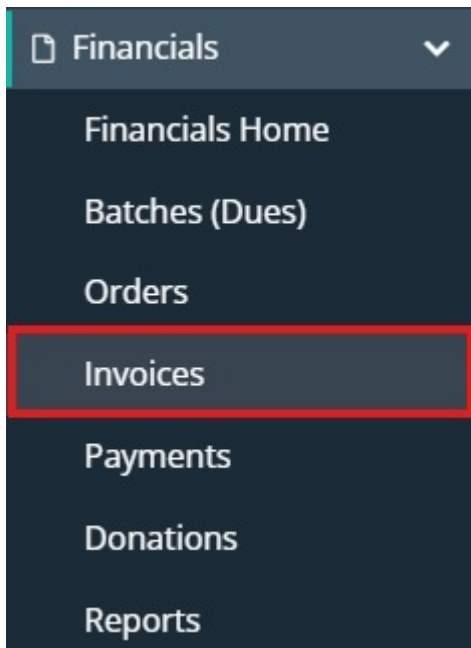 Financials
Financials Home
Batches (Dues)
Orders
Invoices
Payments
Donations
Reports